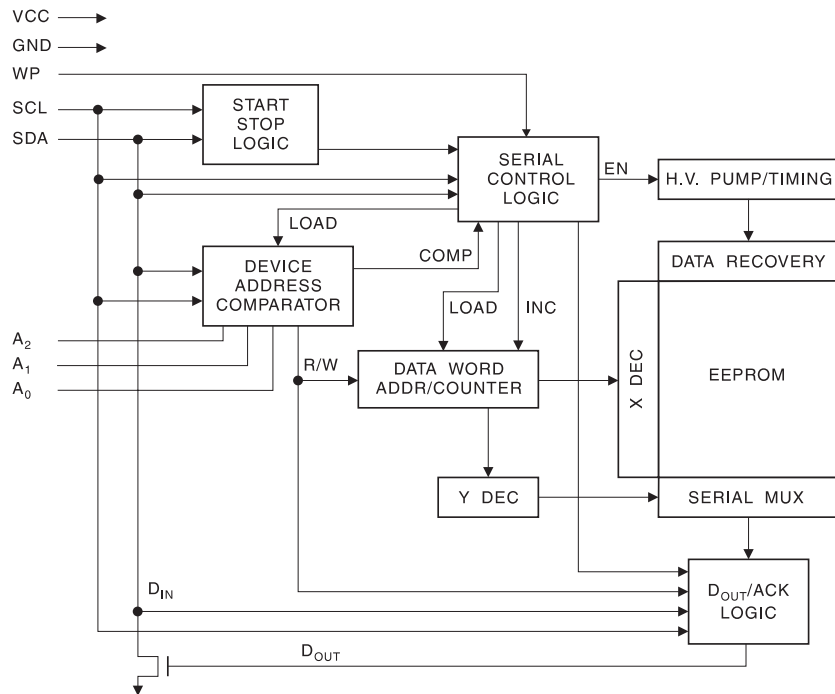 VCC
GND
WP
SCL
SDA
START
STOP
LOGIC
SERIAL
CONTROL
LOGIC
EN
H.V. PUMP/TIMING
LOAD
COMP
DEVICE
ADDRESS
COMPARATOR
DATA RECOVERY
LOAD
INC
A2
A1
A0
R/W
DATA WORD
ADDR/COUNTER
X DEC
EEPROM
Y DEC
SERIAL MUX
DIN
DOUT/ACK
LOGIC
DOUT